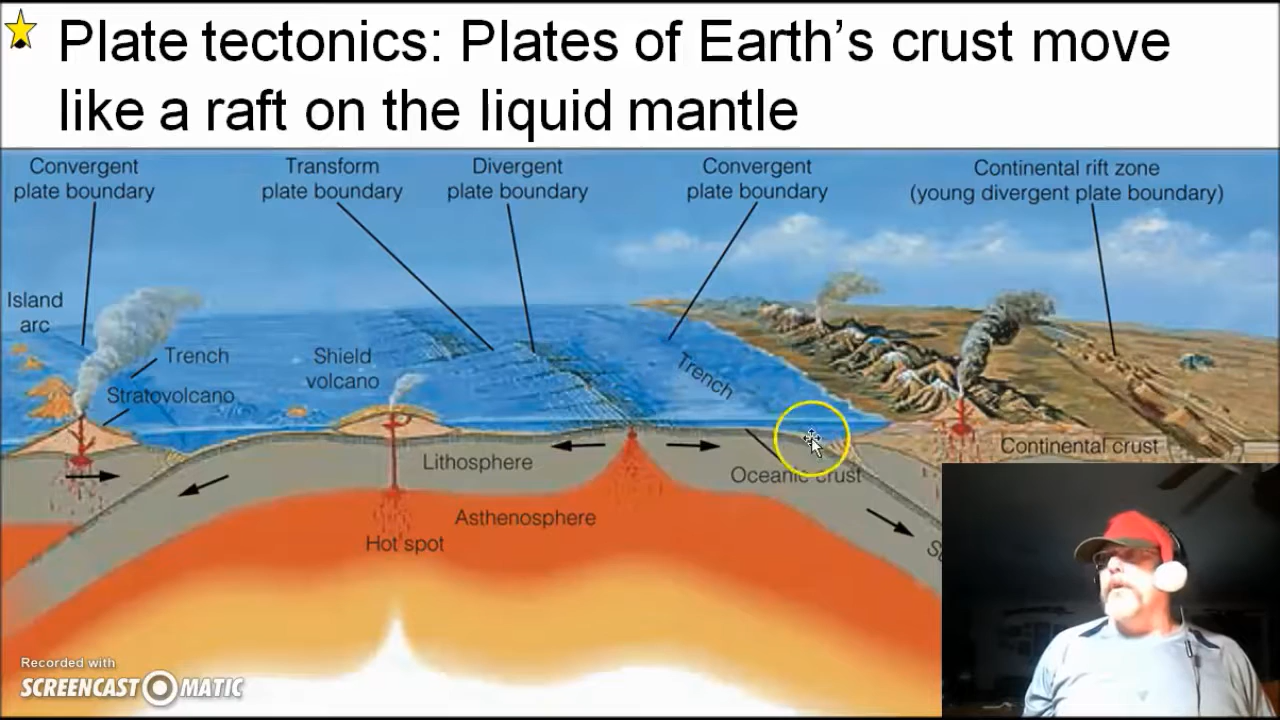 Plate tectonics: Plates of Earth's crust move
like a raft on the liquid mantle
Convergent
plate boundary
Transform
plate boundary
Divergent
plate boundary
Convergent
plate boundary
Continental rift zone
(young divergent plate boundary)
Island
arc
Trench
Stratovolcano
Shield
volcano
Trench
Lithosphere
Oceanic crust
Continental crust
Asthenosphere
Hot spot
Recorded with
SCREENCAST MATIC